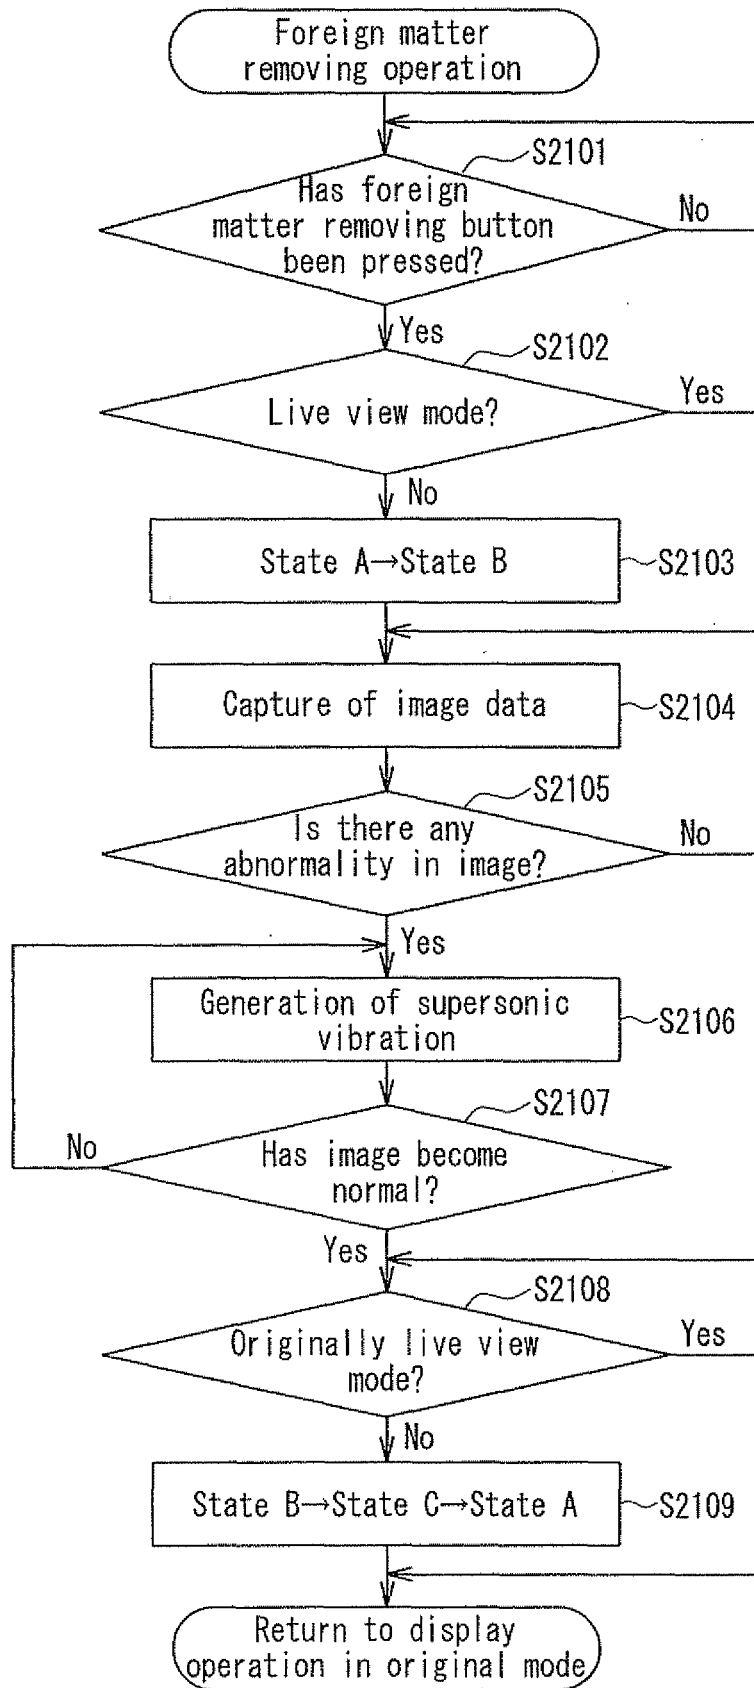 Foreign matter
removing operation
S2101
Has foreign
matter removing button
been pressed?
No
Yes
S2102
Live view mode?
Yes
No
State A→State B
S2103
Capture of image data
S2104
S2105
Is there any
abnormality in image?
No
Yes
Generation of supersonic
vibration
S2106
S2107
No
Has image become
normal?
Yes
S2108
Originally live view
mode?
Yes
No
State B→State C→State A
S2109
Return to display
operation in original mode